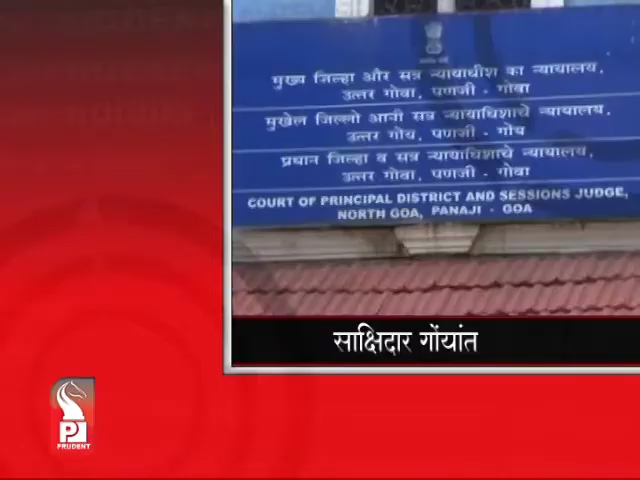 मुख्य जिल्हा और सत्र न्यायाधीश का न्यायालय,
उत्तर गोवा, पणजी - गोवा
मुखेल जिल्लो आनी सत्र न्यायाधिशाचे न्यायालय,
उत्तर गोंय, पणजी - गोंय
प्रधान जिल्हा व सत्र न्यायाधिशाचे न्यायालय,
उत्तर गोवा, पणजी - गोवा
COURT OF PRINCIPAL DISTRICT AND SESSIONS JUDGE,
NORTH GOA, PANAJI - GOA
साक्षिदार गोंयांत
PRUDENT